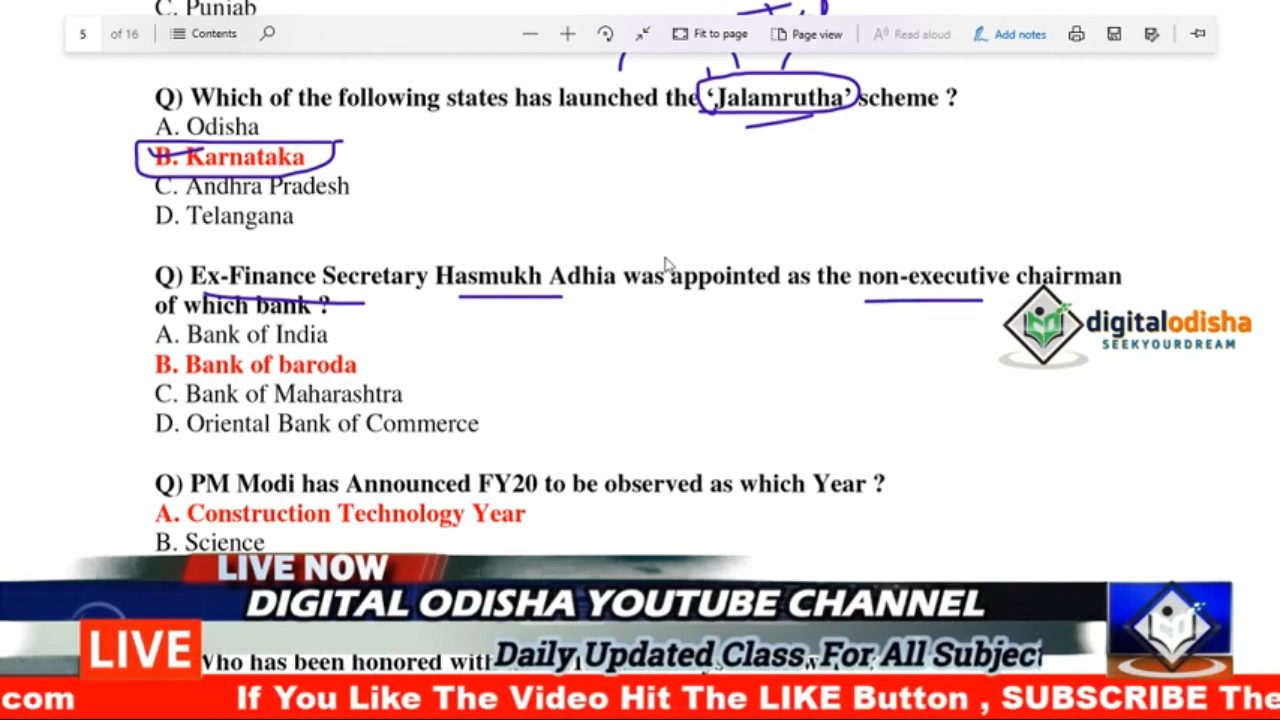 C. Punjab
5 of 16 Contents Fit to page Page view Read aloud Add notes
Q) Which of the following states has launched the ‘Jalamrutha’ scheme ?
A. Odisha
B. Karnataka
C. Andhra Pradesh
D. Telangana
Q) Ex-Finance Secretary Hasmukh Adhia was appointed as the non-executive chairman
of which bank ?
A. Bank of India
B. Bank of baroda
C. Bank of Maharashtra
D. Oriental Bank of Commerce
digitalodisha
SEEKYOURDREAM
Q) PM Modi has Announced FY20 to be observed as which Year ?
A. Construction Technology Year
B. Science
LIVE NOW
DIGITAL ODISHA YOUTUBE CHANNEL
LIVE
Who has been honored with
Daily Updated Class For All Subject
com If You Like The Video Hit The LIKE Button , SUBSCRIBE The